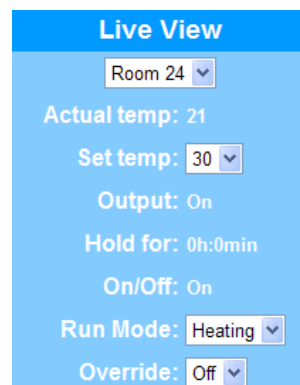 Live View
Room 24
Actual temp: 21
Set temp: 30
Output: On
Hold for: 0h:0min
On/Off: On
Run Mode: Heating
Override: Off